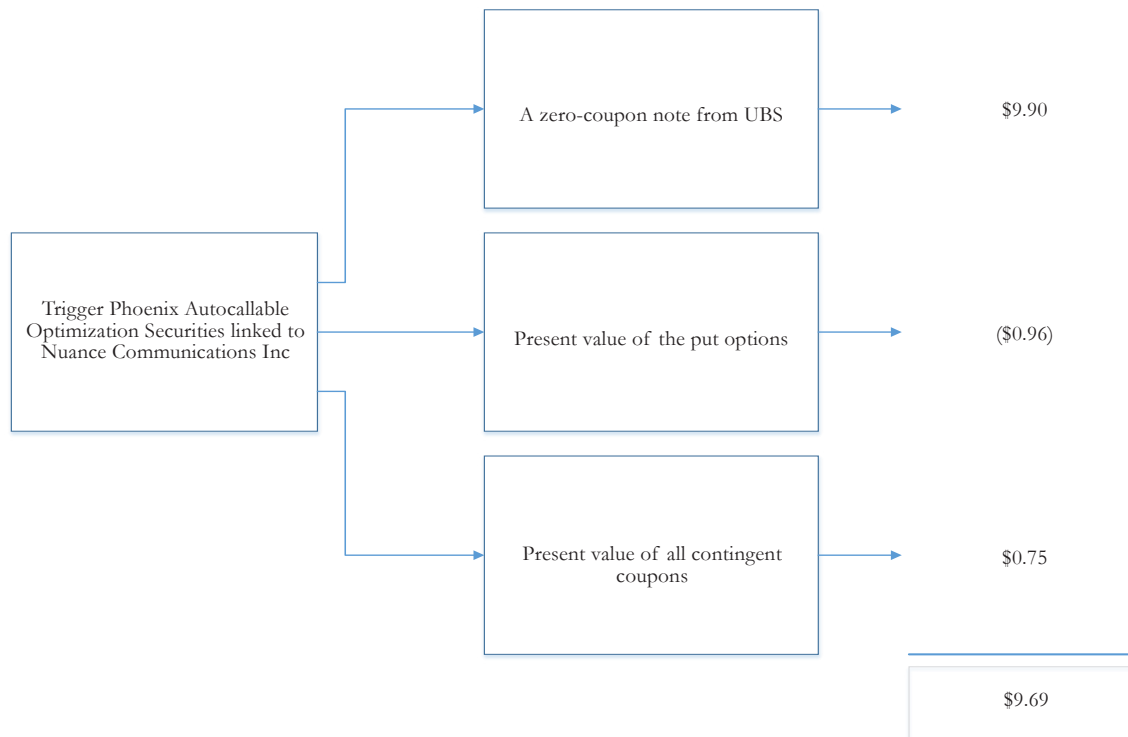 A zero-coupon note from UBS
$9.90
Trigger Phoenix Autocallable
Optimization Securities linked to
Nuance Communications Inc
Present value of the put options
($0.96)
Present value of all contingent
coupons
$0.75
$9.69